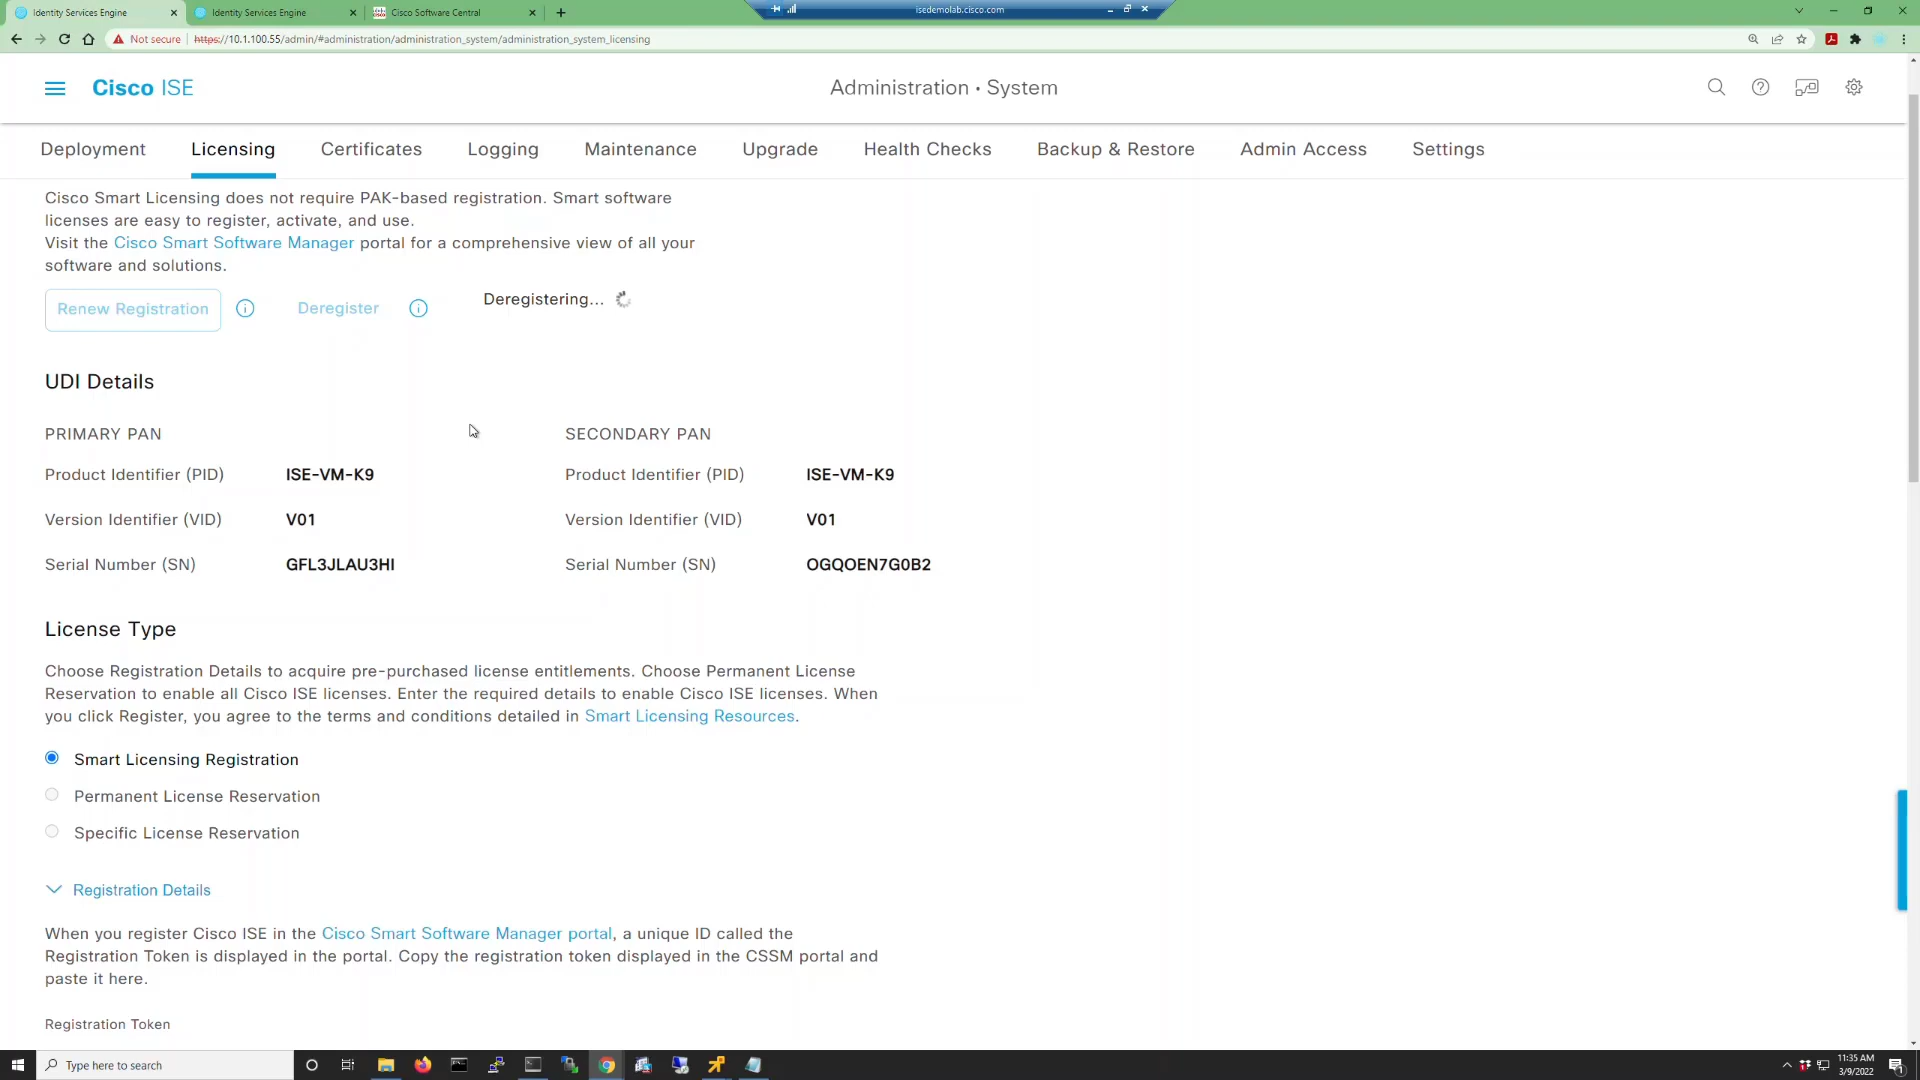 Identity Services Engine
Identity Services Engine
Cisco Software Central
isedemolab.cisco.com
Not secure
https://10.1.100.55/admin/#administration/administration_system/administration_system_licensing
Cisco ISE
Administration • System
Deployment
Licensing
Certificates
Logging
Maintenance
Upgrade
Health Checks
Backup & Restore
Admin Access
Settings
Cisco Smart Licensing does not require PAK-based registration. Smart software
licenses are easy to register, activate, and use.
Visit the Cisco Smart Software Manager portal for a comprehensive view of all your
software and solutions.
Renew Registration
Deregister
Deregistering...
UDI Details
PRIMARY PAN
SECONDARY PAN
Product Identifier (PID) ISE-VM-K9
Product Identifier (PID) ISE-VM-K9
Version Identifier (VID) V01
Version Identifier (VID) V01
Serial Number (SN) GFL3JLAU3HI
Serial Number (SN) OGQOEN7G0B2
License Type
Choose Registration Details to acquire pre-purchased license entitlements. Choose Permanent License
Reservation to enable all Cisco ISE licenses. Enter the required details to enable Cisco ISE licenses. When
you click Register, you agree to the terms and conditions detailed in Smart Licensing Resources.
Smart Licensing Registration
Permanent License Reservation
Specific License Reservation
Registration Details
When you register Cisco ISE in the Cisco Smart Software Manager portal, a unique ID called the
Registration Token is displayed in the portal. Copy the registration token displayed in the CSSM portal and
paste it here.
Registration Token
Type here to search
11:35 AM
3/9/2022